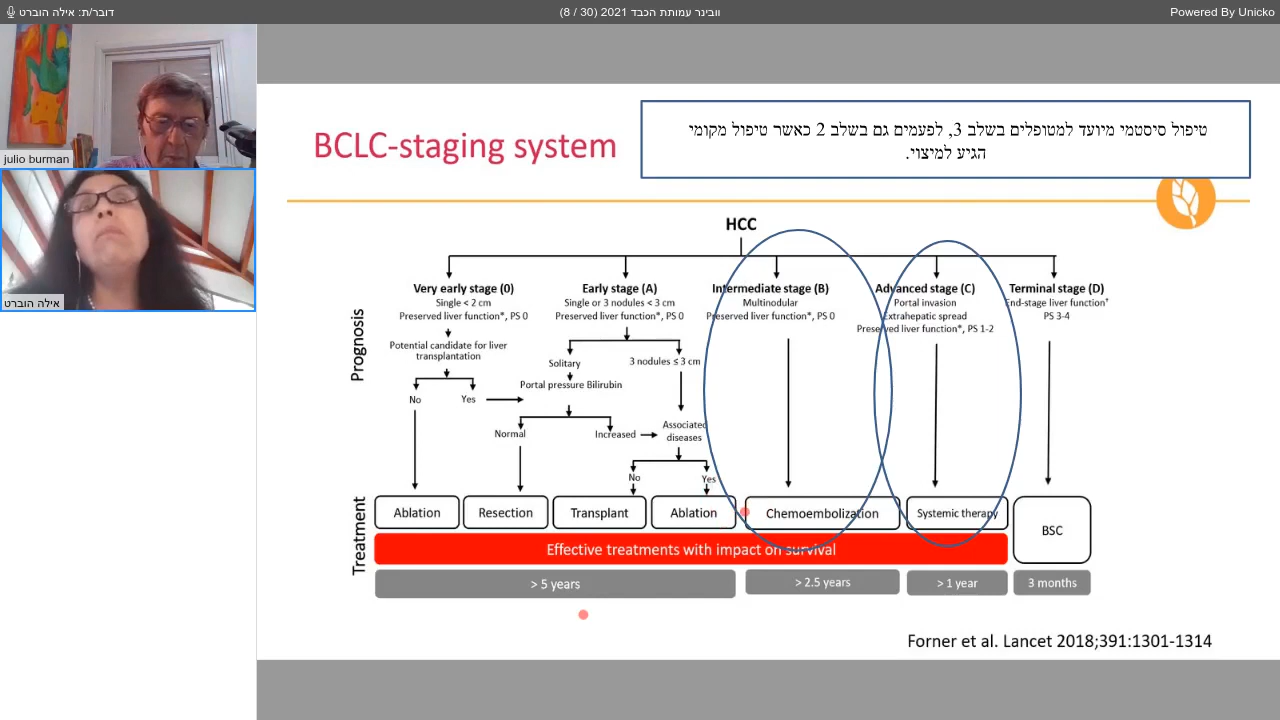 דובר/ת: אילה הוברט
וובינר עמותת הכבד 2021 (30 / 8)
Powered By Unicko
julio burman
אילה הוברט
BCLC-staging system
טיפול סיסטמי מיועד למטופלים בשלב 3, לפעמים גם בשלב 2 כאשר טיפול מקומי
הגיע למיצוי.
HCC
Very early stage (0)
Single < 2 cm
Preserved liver function*, PS 0
Early stage (A)
Single or 3 nodules < 3 cm
Preserved liver function*, PS 0
Intermediate stage (B)
Multinodular
Preserved liver function*, PS 0
Advanced stage (C)
Portal invasion
Extrahepatic spread
Preserved liver function*, PS 1-2
Terminal stage (D)
End-stage liver function†
PS 3-4
Prognosis
Potential candidate for liver
transplantation
Solitary
3 nodules ≤ 3 cm
Portal pressure Bilirubin
No
Yes
Normal
Increased
Associated
diseases
No
Yes
Treatment
Ablation
Resection
Transplant
Ablation
Chemoembolization
Systemic therapy
BSC
Effective treatments with impact on survival
> 5 years
> 2.5 years
> 1 year
3 months
Forner et al. Lancet 2018;391:1301-1314